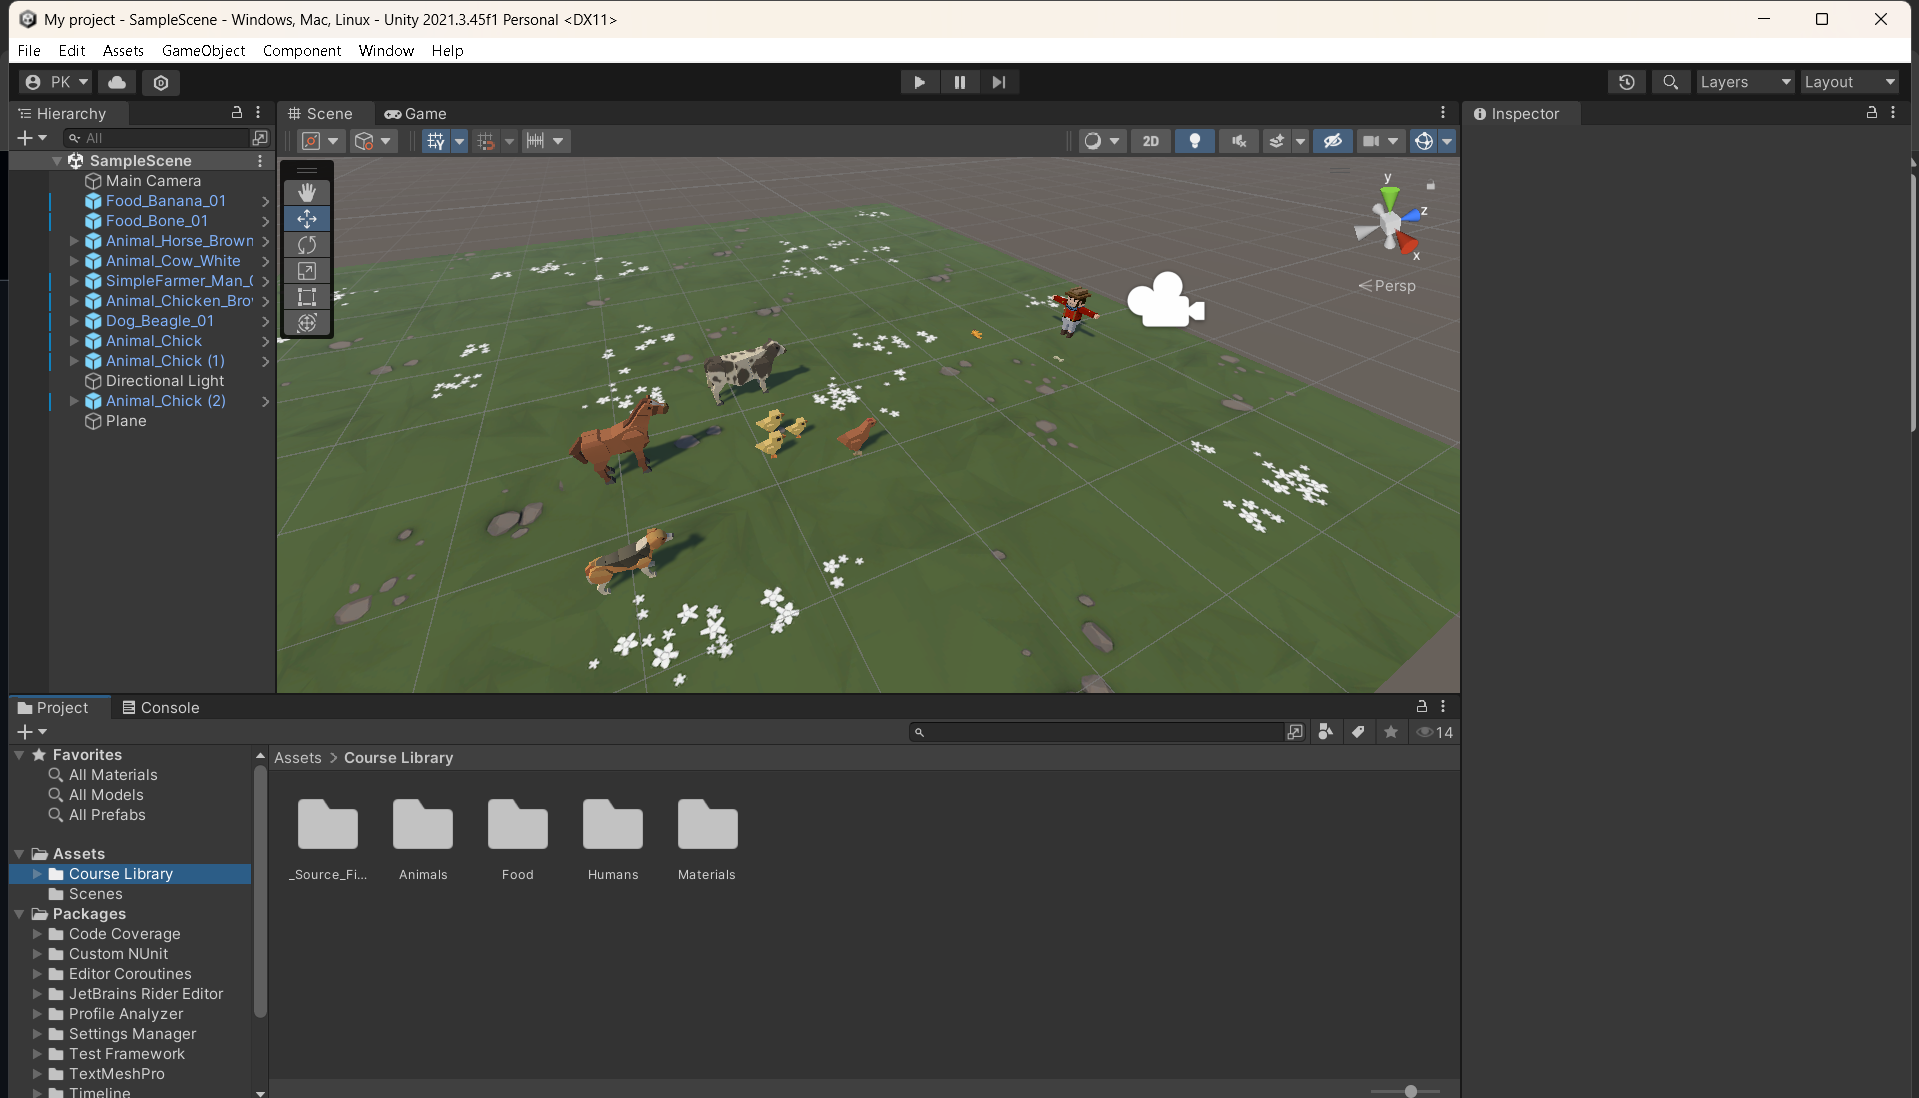 My project - SampleScene - Windows, Mac, Linux - Unity 2021.3.45f1 Personal <DX11>
File Edit Assets GameObject Component Window Help
PK
Layers
Layout
Hierarchy
All
SampleScene
Main Camera
Food_Banana_01
Food_Bone_01
Animal_Horse_Brown
Animal_Cow_White
SimpleFarmer_Man_
Animal_Chicken_Bro
Dog_Beagle_01
Animal_Chick
Animal_Chick (1)
Directional Light
Animal_Chick (2)
Plane
Scene
Game
2D
y
z
x
Persp
Inspector
Project
Console
14
Favorites
All Materials
All Models
All Prefabs
Assets
Course Library
Scenes
Packages
Code Coverage
Custom NUnit
Editor Coroutines
JetBrains Rider Editor
Profile Analyzer
Settings Manager
Test Framework
TextMeshPro
Timeline
Assets > Course Library
_Source_Fi...
Animals
Food
Humans
Materials